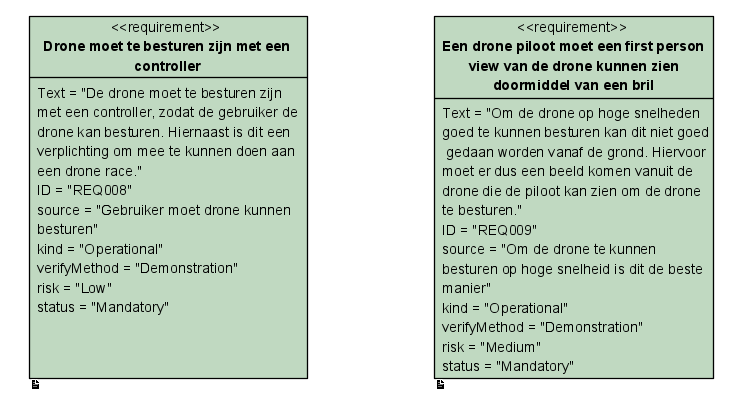 <<requirement>>
Drone moet te besturen zijn met een
controller
Text = "De drone moet te besturen zijn
met een controller, zodat de gebruiker de
drone kan besturen. Hiernaast is dit een
verplichting om mee te kunnen doen aan
een drone race."
ID = "REQ008"
source = "Gebruiker moet drone kunnen
besturen"
kind = "Operational"
verifyMethod = "Demonstration"
risk = "Low"
status = "Mandatory"
<<requirement>>
Een drone piloot moet een first person
view van de drone kunnen zien
doormiddel van een bril
Text = "Om de drone op hoge snelheden
goed te kunnen besturen kan dit niet goed
gedaan worden vanaf de grond. Hiervoor
moet er dus een beeld komen vanuit de
drone die de piloot kan zien om de drone
te besturen."
ID = "REQ009"
source = "Om de drone te kunnen
besturen op hoge snelheid is dit de beste
manier"
kind = "Operational"
verifyMethod = "Demonstration"
risk = "Medium"
status = "Mandatory"